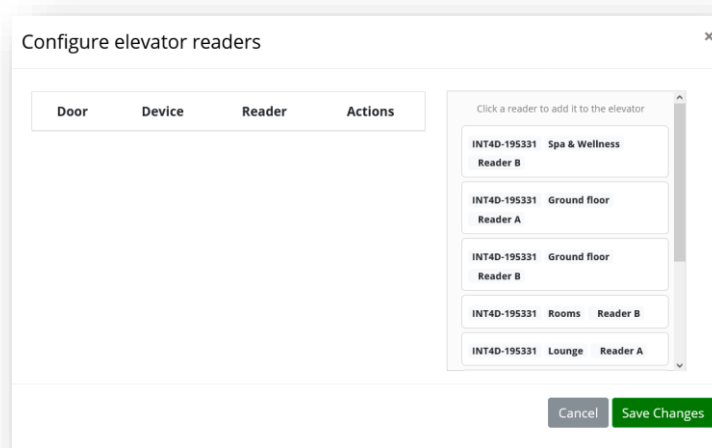 Configure elevator readers
×
Door Device Reader Actions
Click a reader to add it to the elevator
INT4D-195331 Spa & Wellness
Reader B
INT4D-195331 Ground floor
Reader A
INT4D-195331 Ground floor
Reader B
INT4D-195331 Rooms Reader B
INT4D-195331 Lounge Reader A
Cancel Save Changes